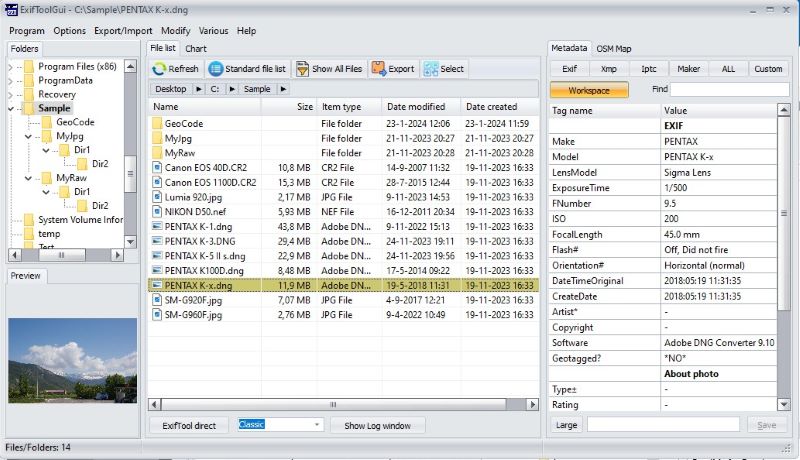 ExifToolGui - C:\Sample\PENTAX K-x.dng
Program Options Export/Import Modify Various Help
Folders
Program Files (x86)
ProgramData
Recovery
Sample
GeoCode
MyJpg
Dir1
Dir2
MyRaw
Dir1
Dir2
System Volume Infor
temp
Test
Preview
File list Chart
Refresh Standard file list Show All Files Export Select
Desktop C: Sample
Name Size Item type Date modified Date created
GeoCode File folder 23-1-2024 12:06 23-1-2024 11:59
MyJpg File folder 21-11-2023 20:27 21-11-2023 20:27
MyRaw File folder 21-11-2023 20:28 21-11-2023 20:28
Canon EOS 40D.CR2 10,8 MB CR2 File 14-9-2007 11:32 19-11-2023 16:33
Canon EOS 1100D.CR2 15,3 MB CR2 File 28-7-2015 12:44 19-11-2023 16:33
Lumia 920.jpg 2,17 MB JPG File 9-11-2023 14:53 19-11-2023 16:33
NIKON D50.nef 5,93 MB NEF File 16-12-2011 20:34 19-11-2023 16:33
PENTAX K-1.dng 43,8 MB Adobe DN... 9-11-2022 15:13 19-11-2023 16:33
PENTAX K-3.DNG 29,4 MB Adobe DN... 24-11-2023 19:11 19-11-2023 16:33
PENTAX K-5 II s.dng 22,9 MB Adobe DN... 24-11-2023 19:56 19-11-2023 16:33
PENTAX K100D.dng 8,48 MB Adobe DN... 17-5-2014 09:22 19-11-2023 16:33
PENTAX K-x.dng 11,9 MB Adobe DN... 19-5-2018 11:31 19-11-2023 16:33
SM-G920F.jpg 7,07 MB JPG File 4-9-2017 12:21 19-11-2023 16:33
SM-G960F.jpg 2,76 MB JPG File 9-4-2022 10:49 19-11-2023 16:33
ExifTool direct Classic Show Log window
Metadata OSM Map
Exif Xmp Iptc Maker ALL Custom
Workspace Find
Tag name Value
EXIF
Make PENTAX
Model PENTAX K-x
LensModel Sigma Lens
ExposureTime 1/500
FNumber 9.5
ISO 200
FocalLength 45.0 mm
Flash# Off, Did not fire
Orientation# Horizontal (normal)
DateTimeOriginal 2018:05:19 11:31:35
CreateDate 2018:05:19 11:31:35
Artist* -
Copyright -
Software Adobe DNG Converter 9.10
Geotagged? *NO*
About photo
Type± -
Rating -
Large Save
Files/Folders: 14